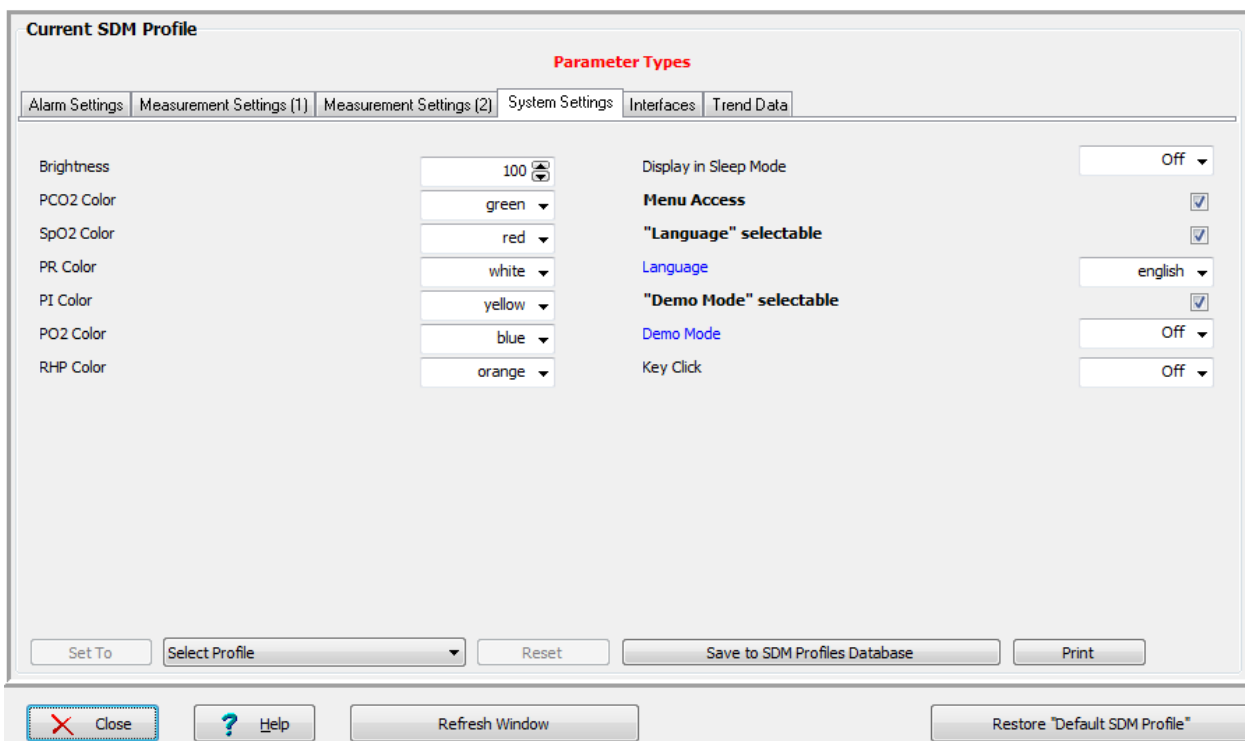 Current SDM Profile
Parameter Types
Alarm Settings Measurement Settings (1) Measurement Settings (2) System Settings Interfaces Trend Data
Brightness 100 Display in Sleep Mode Off
PCO2 Color green Menu Access
SpO2 Color red "Language" selectable
PR Color white Language english
PI Color yellow "Demo Mode" selectable
PO2 Color blue Demo Mode Off
RHP Color orange Key Click Off
Set To Select Profile Reset Save to SDM Profiles Database Print
Close ? Help Refresh Window Restore "Default SDM Profile"